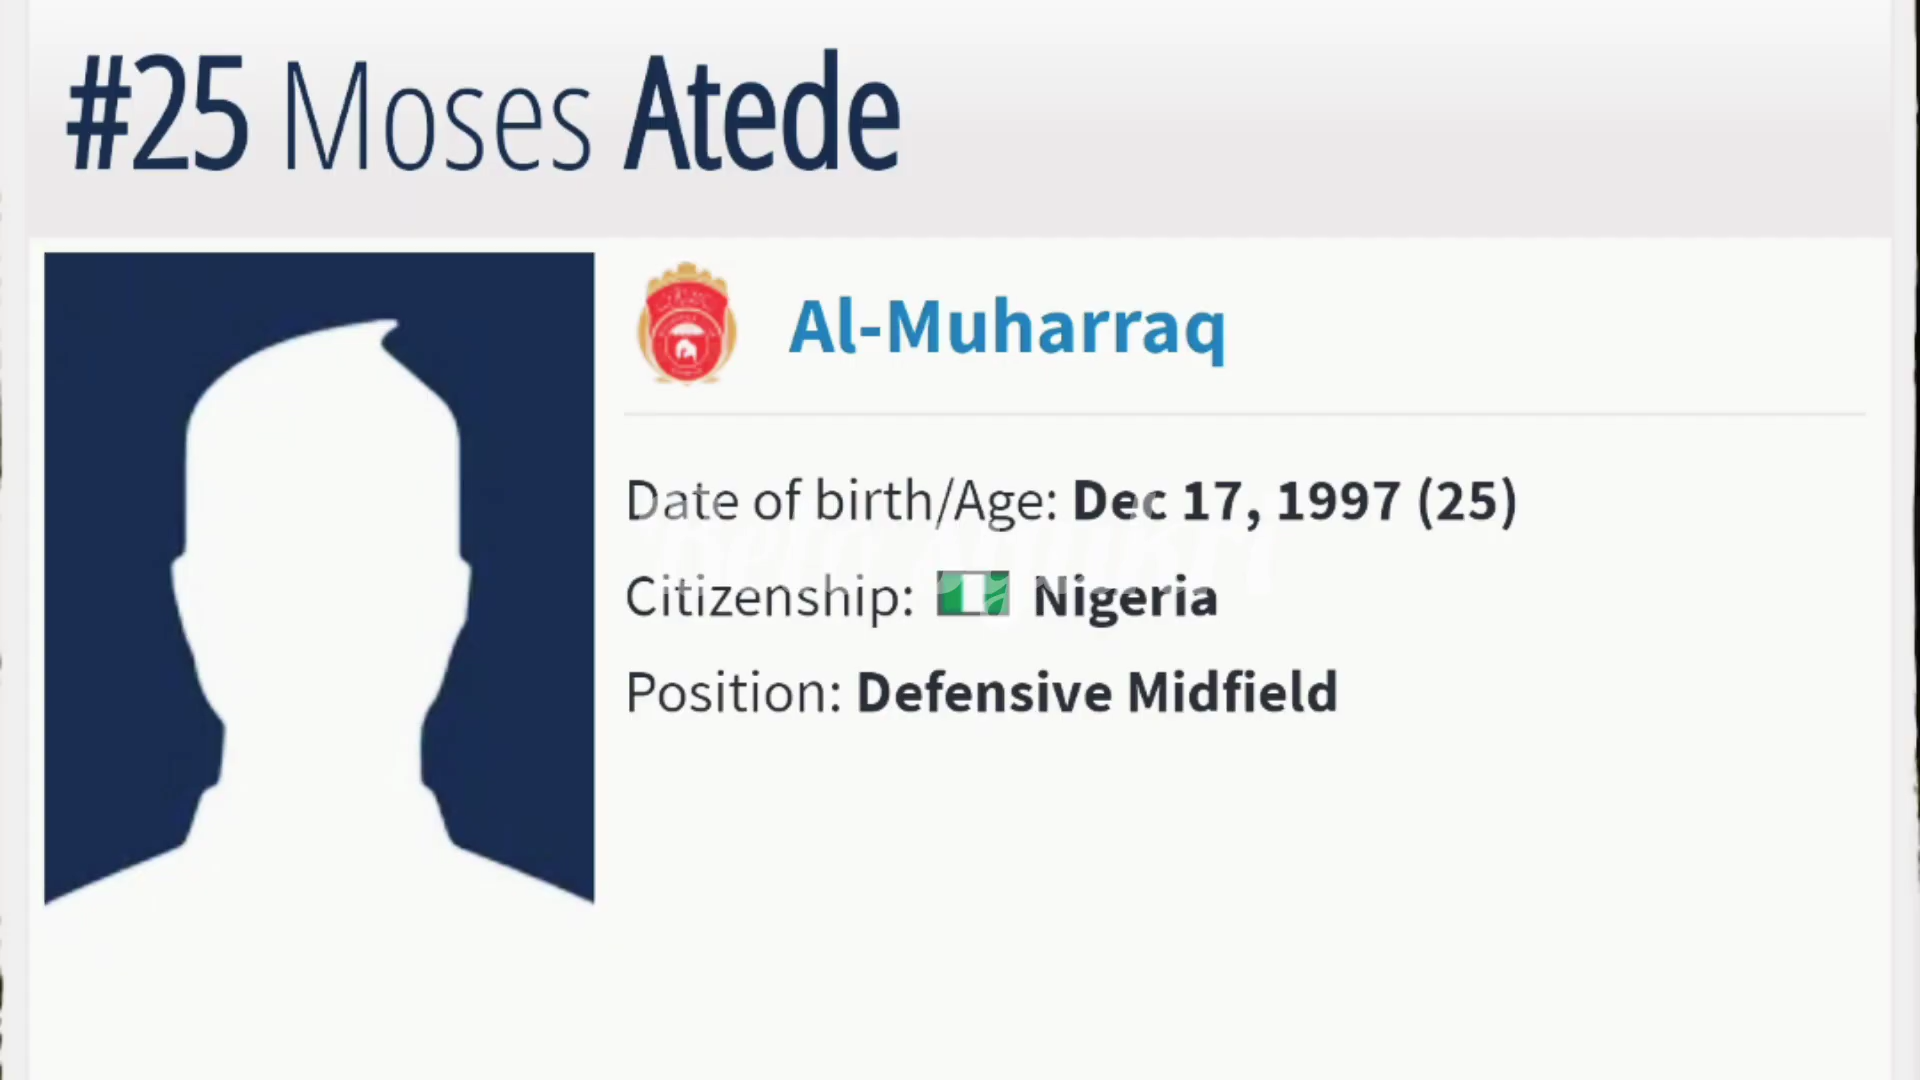 #25 Moses Atede
Al-Muharraq
Date of birth/Age: Dec 17, 1997 (25)
Citizenship: Nigeria
Position: Defensive Midfield